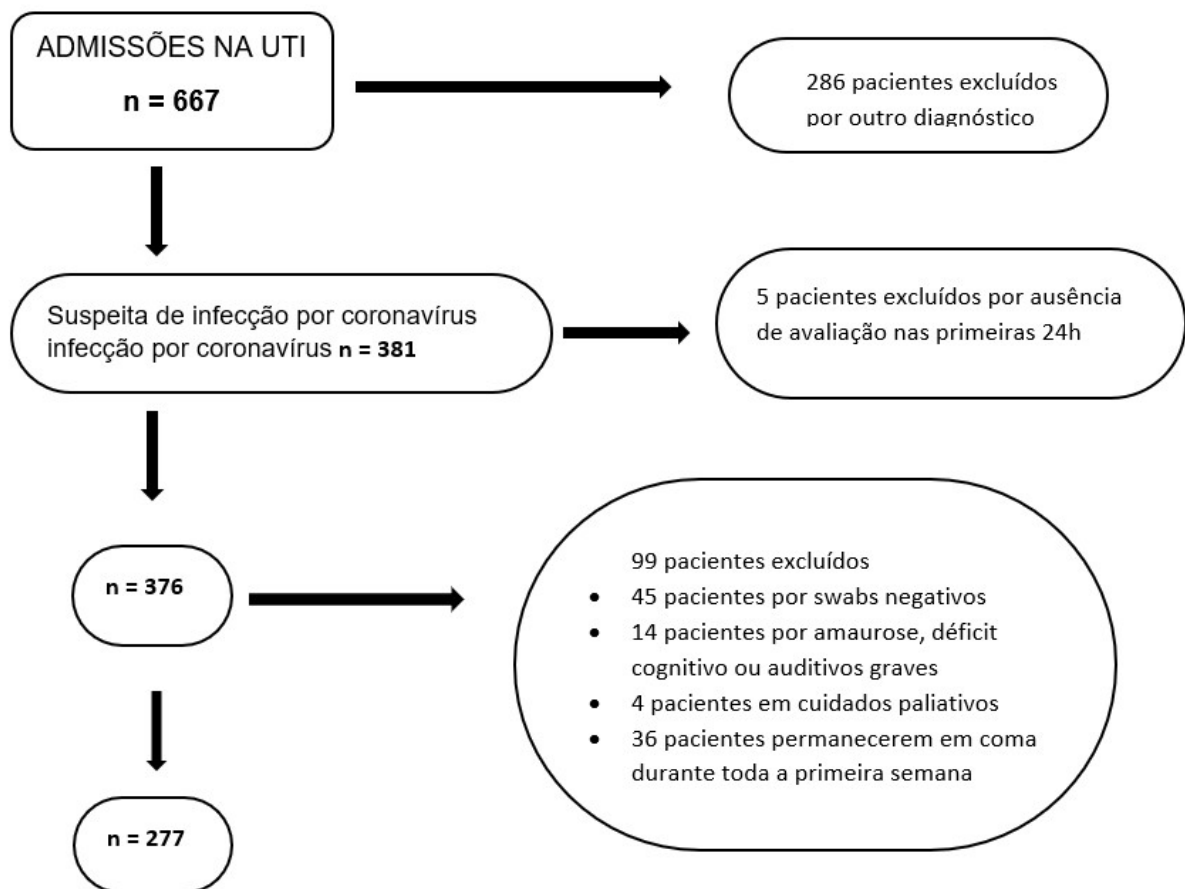 ADMISSÕES NA UTI
n = 667
286 pacientes excluídos
por outro diagnóstico
Suspeita de infecção por coronavírus
infecção por coronavírus n = 381
5 pacientes excluídos por ausência
de avaliação nas primeiras 24h
n = 376
99 pacientes excluídos
• 45 pacientes por swabs negativos
• 14 pacientes por amaurose, déficit
cognitivo ou auditivos graves
• 4 pacientes em cuidados paliativos
• 36 pacientes permanecerem em coma
durante toda a primeira semana
n = 277